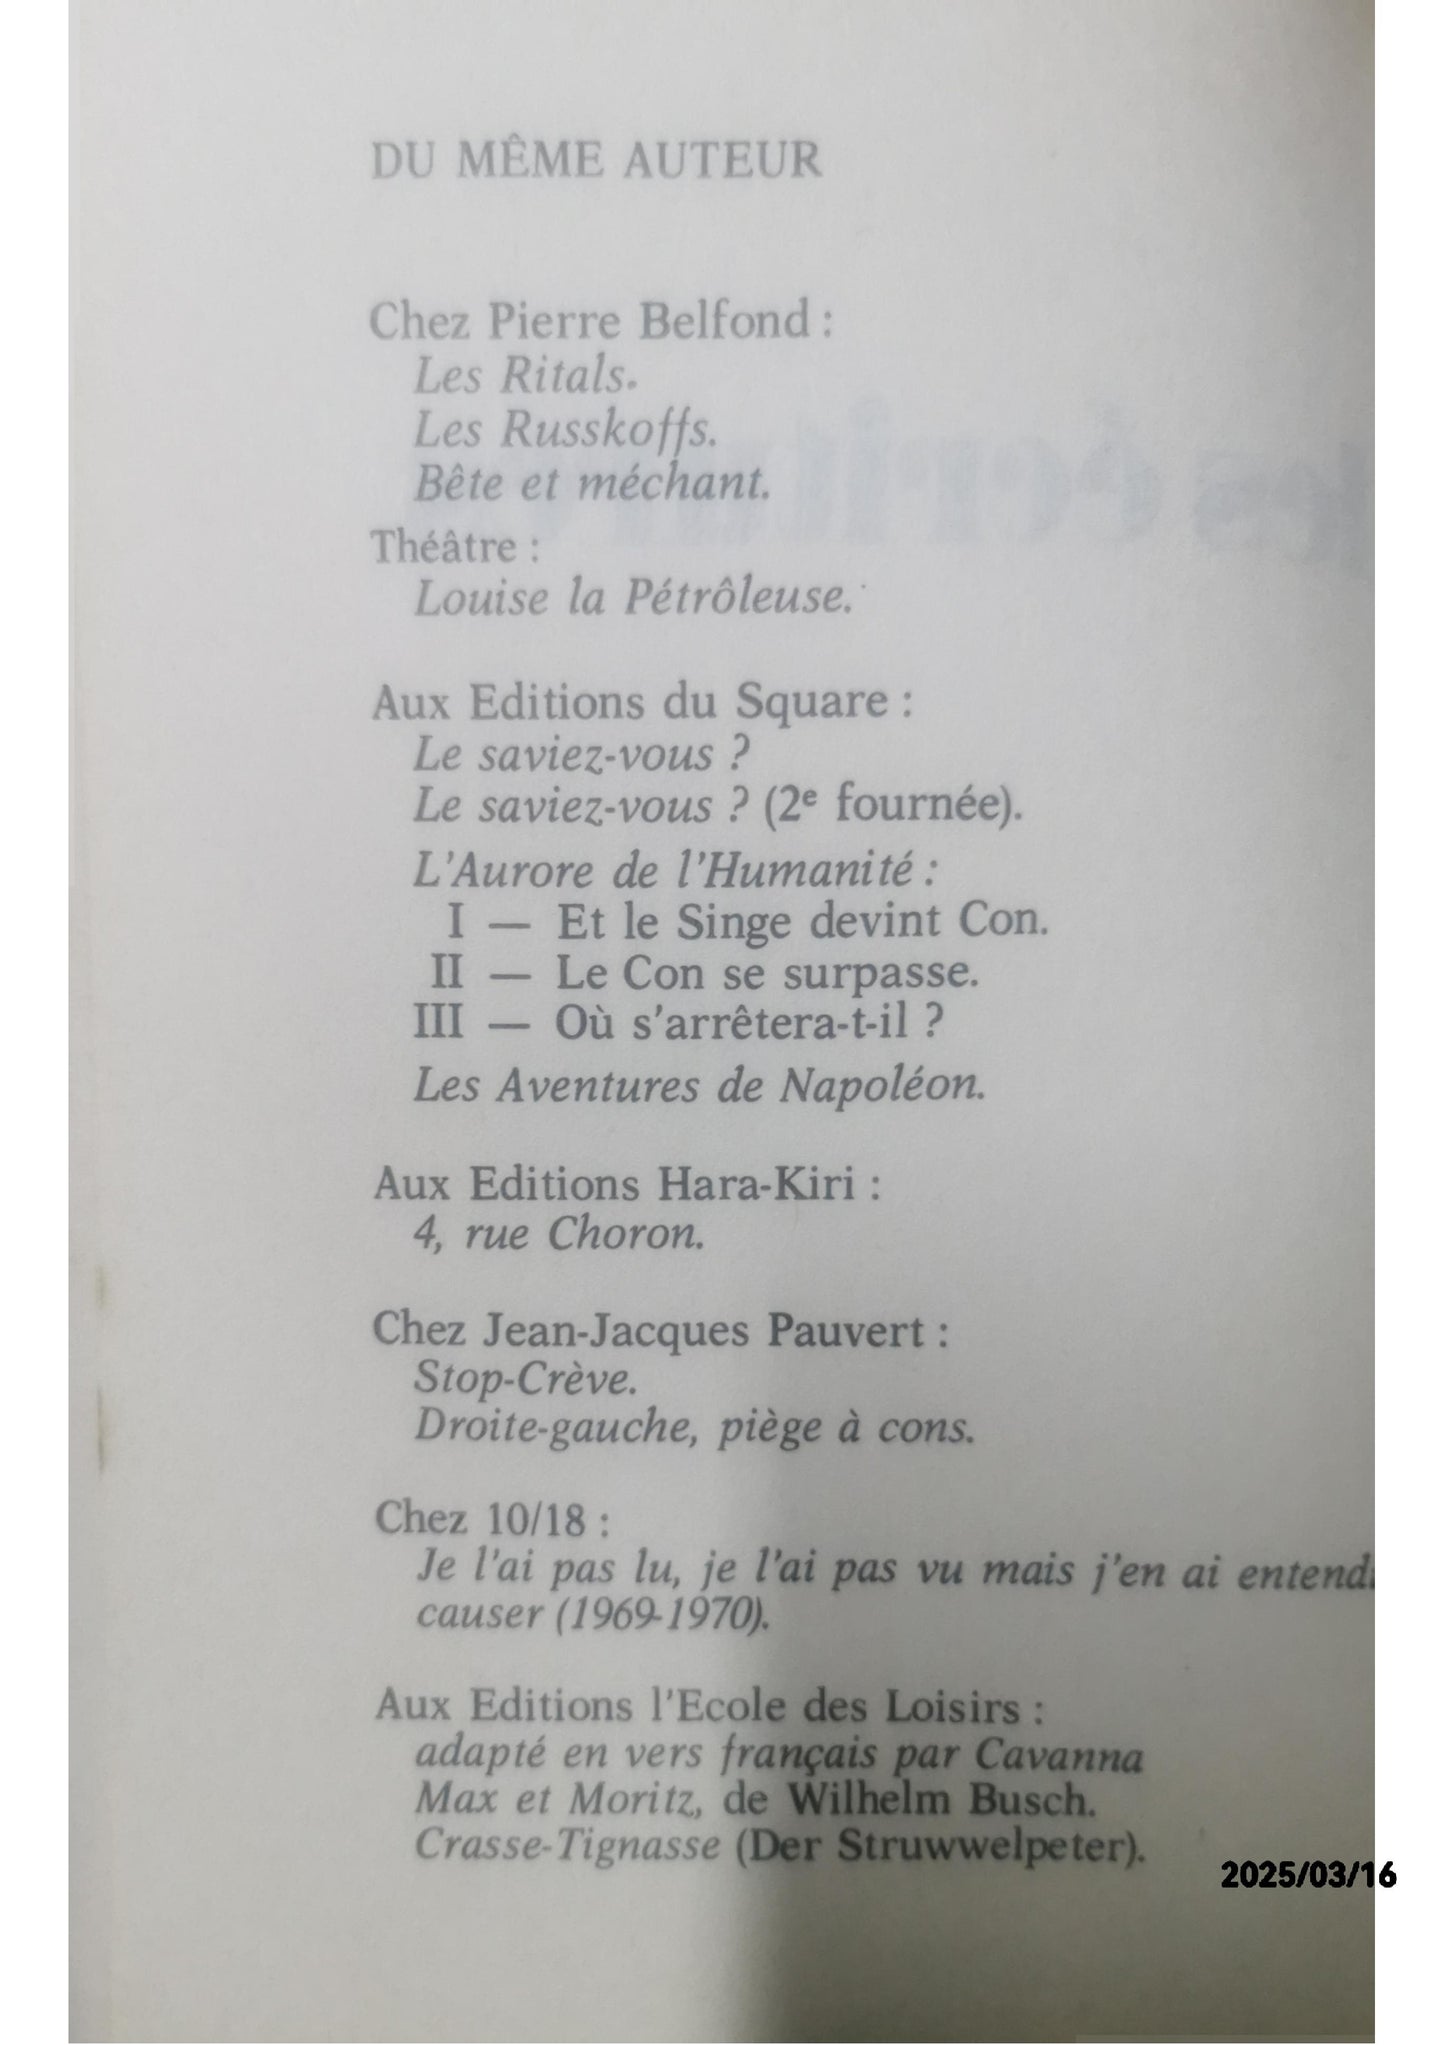 DU MÊME AUTEUR
Chez Pierre Belfond :
Les Ritals.
Les Russkoffs.
Bête et méchant.
Théâtre :
Louise la Pétrôleuse.
Aux Editions du Square :
Le saviez-vous ?
Le saviez-vous ? (2e fournée).
L'Aurore de l'Humanité :
I — Et le Singe devint Con.
II — Le Con se surpasse.
III — Où s'arrêtera-t-il ?
Les Aventures de Napoléon.
Aux Editions Hara-Kiri :
4, rue Choron.
Chez Jean-Jacques Pauvert :
Stop-Crève.
Droite-gauche, piège à cons.
Chez 10/18 :
Je l'ai pas lu, je l'ai pas vu mais j'en ai entend
causer (1969-1970).
Aux Editions l'Ecole des Loisirs :
adapté en vers français par Cavanna
Max et Moritz, de Wilhelm Busch.
Crasse-Tignasse (Der Struwwelpeter).
2025/03/16